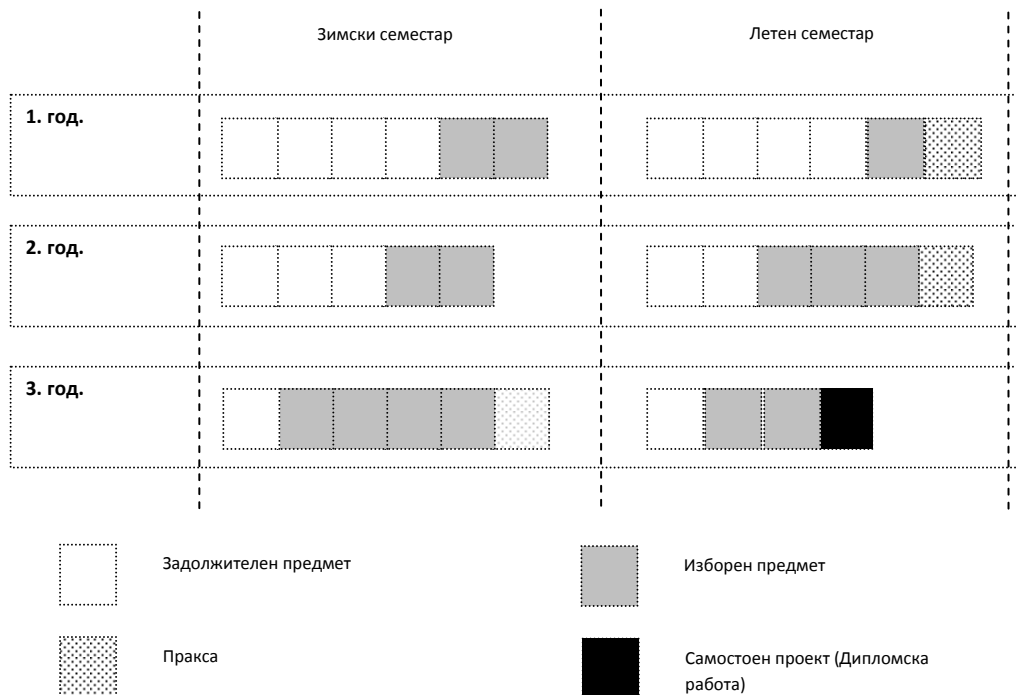 Зимски семестар
Летен семестар
1. год.
2. год.
3. год.
Задолжителен предмет
Изборен предмет
Пракса
Самостоен проект (Дипломска
работа)